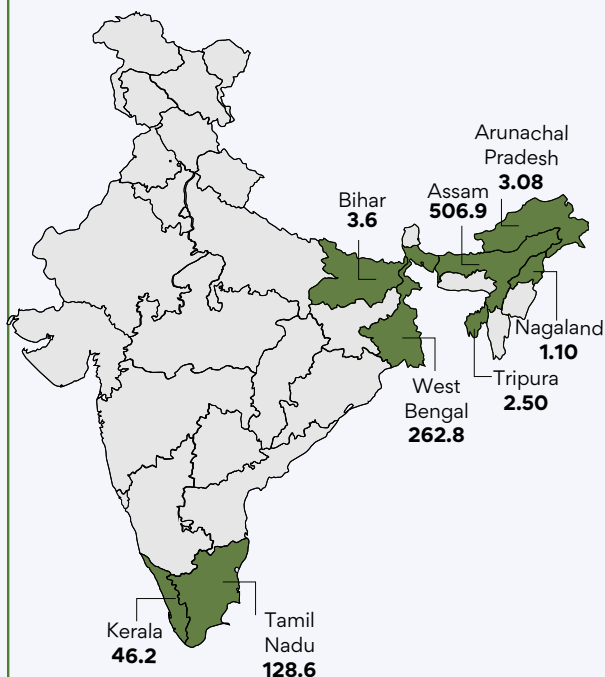 Arunachal
Pradesh
3.08
Assam
506.9
Bihar
3.6
Nagaland
1.10
Tripura
2.50
West
Bengal
262.8
Kerala
46.2
Tamil
Nadu
128.6